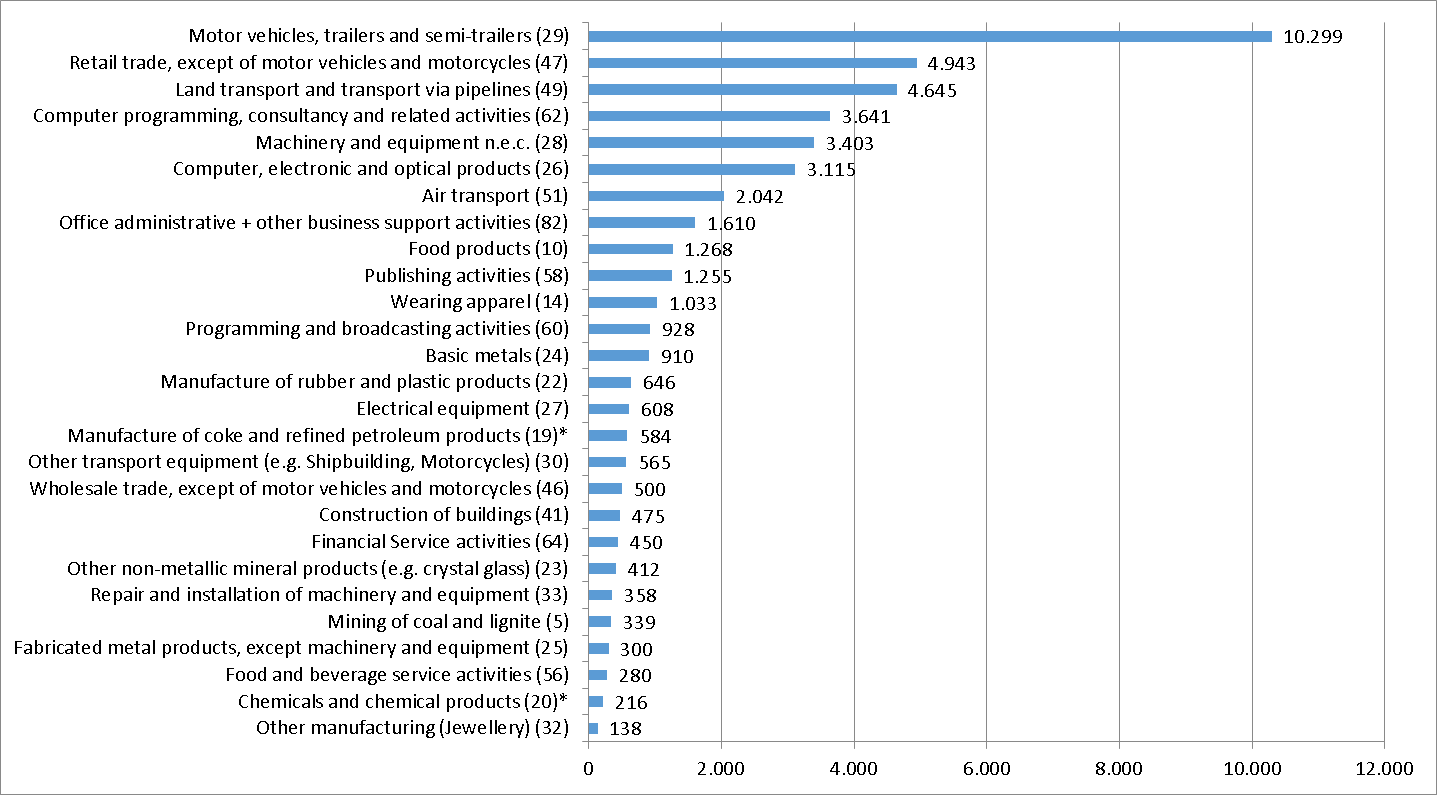 Motor vehicles, trailers and semi-trailers (29) 10.299
Retail trade, except of motor vehicles and motorcycles (47) 4.943
Land transport and transport via pipelines (49) 4.645
Computer programming, consultancy and related activities (62) 3.641
Machinery and equipment n.e.c. (28) 3.403
Computer, electronic and optical products (26) 3.115
Air transport (51) 2.042
Office administrative + other business support activities (82) 1.610
Food products (10) 1.268
Publishing activities (58) 1.255
Wearing apparel (14) 1.033
Programming and broadcasting activities (60) 928
Basic metals (24) 910
Manufacture of rubber and plastic products (22) 646
Electrical equipment (27) 608
Manufacture of coke and refined petroleum products (19)* 584
Other transport equipment (e.g. Shipbuilding, Motorcycles) (30) 565
Wholesale trade, except of motor vehicles and motorcycles (46) 500
Construction of buildings (41) 475
Financial Service activities (64) 450
Other non-metallic mineral products (e.g. crystal glass) (23) 412
Repair and installation of machinery and equipment (33) 358
Mining of coal and lignite (5) 339
Fabricated metal products, except machinery and equipment (25) 300
Food and beverage service activities (56) 280
Chemicals and chemical products (20)* 216
Other manufacturing (Jewellery) (32) 138
0 2.000 4.000 6.000 8.000 10.000 12.000